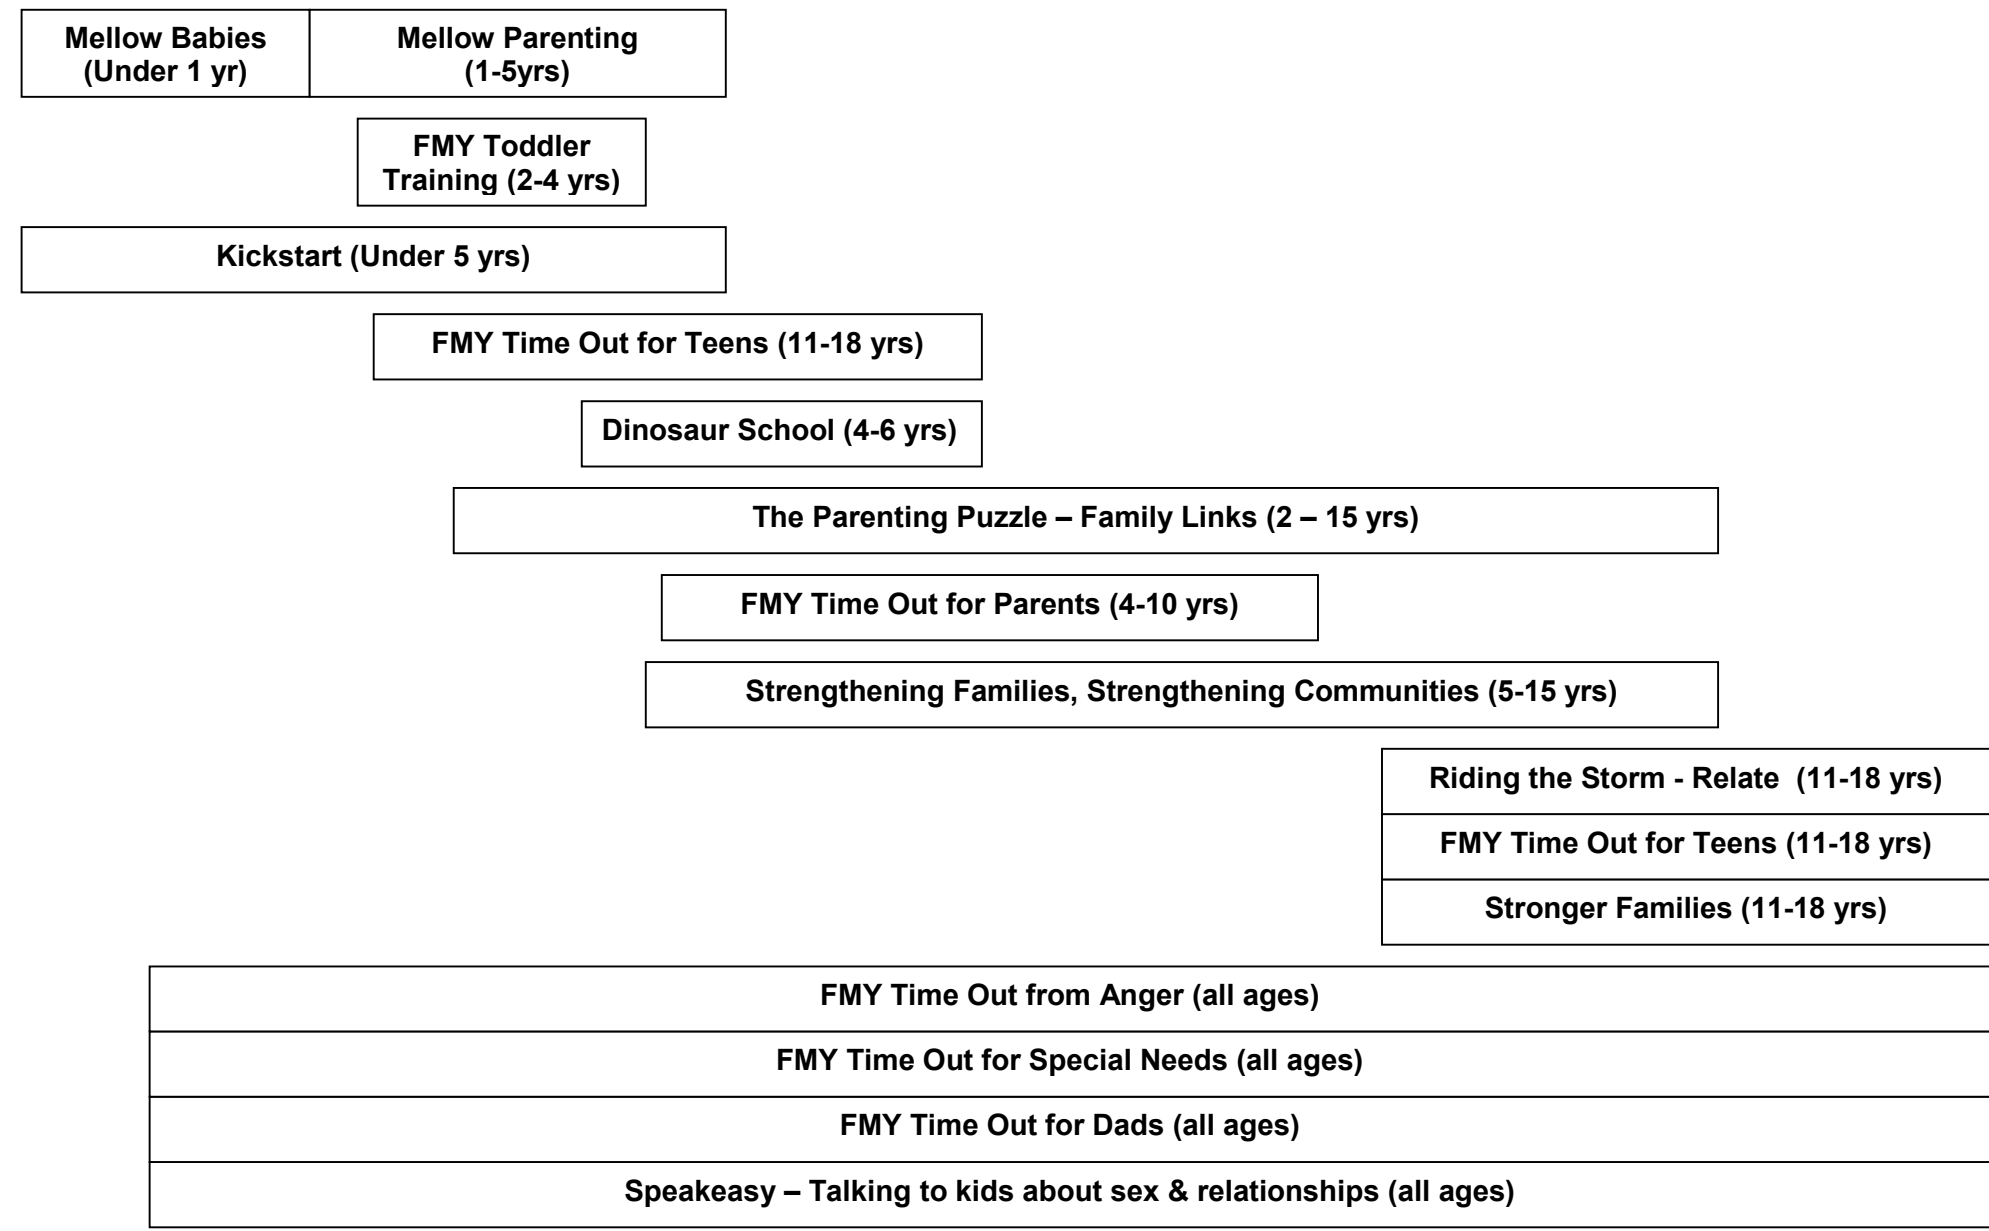 Mellow Babies
(Under 1 yr)
Mellow Parenting
(1-5yrs)
FMY Toddler
Training (2-4 yrs)
Kickstart (Under 5 yrs)
FMY Time Out for Teens (11-18 yrs)
Dinosaur School (4-6 yrs)
The Parenting Puzzle – Family Links (2 – 15 yrs)
FMY Time Out for Parents (4-10 yrs)
Strengthening Families, Strengthening Communities (5-15 yrs)
Riding the Storm - Relate  (11-18 yrs)
FMY Time Out for Teens (11-18 yrs)
Stronger Families (11-18 yrs)
FMY Time Out from Anger (all ages)
FMY Time Out for Special Needs (all ages)
FMY Time Out for Dads (all ages)
Speakeasy – Talking to kids about sex & relationships (all ages)